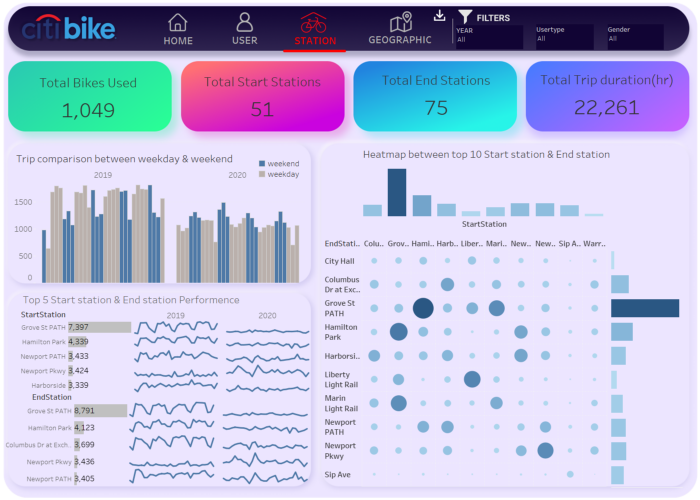 citi bike
HOME
USER
STATION
GEOGRAPHIC
FILTERS
YEAR
All
Usertype
All
Gender
All
Total Bikes Used
1,049
Total Start Stations
51
Total End Stations
75
Total Trip duration(hr)
22,261
Trip comparison between weekday & weekend
weekend
weekday
2019
2020
1500
1000
500
0
Top 5 Start station & End station Performence
StartStation
2019
2020
Grove St PATH 7,397
Hamilton Park 4,339
Newport PATH 3,433
Newport Pkwy 3,424
Harborside 3,339
EndStation
Grove St PATH 8,791
Hamilton Park 4,123
Columbus Dr at Exch.. 3,699
Newport Pkwy 3,436
Newport PATH 3,405
Heatmap between top 10 Start station & End station
StartStation
EndStati.. Colu.. Grov.. Hami.. Harb.. Liber.. Mari.. New.. New.. Sip A.. Warr..
City Hall
Columbus
Dr at Exc..
Grove St
PATH
Hamilton
Park
Harborsi..
Liberty
Light Rail
Marin
Light Rail
Newport
PATH
Newport
Pkwy
Sip Ave